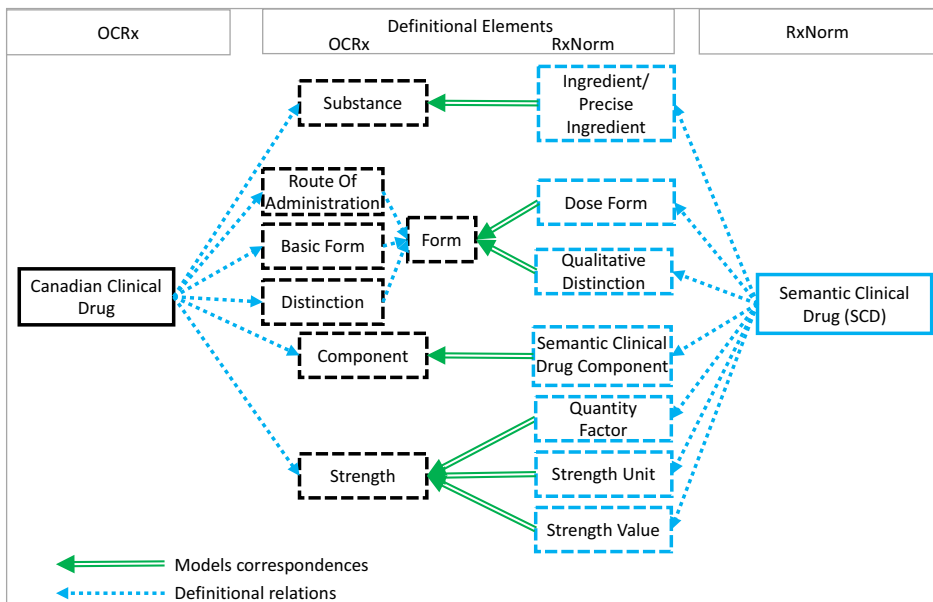 OCRx
Definitional Elements
OCRx
RxNorm
RxNorm
Substance
Ingredient/
Precise
Ingredient
Route Of
Administration
Basic Form
Distinction
Form
Dose Form
Qualitative
Distinction
Canadian Clinical
Drug
Semantic Clinical
Drug (SCD)
Component
Semantic Clinical
Drug Component
Quantity
Factor
Strength
Strength Unit
Strength Value
Models correspondences
Definitional relations